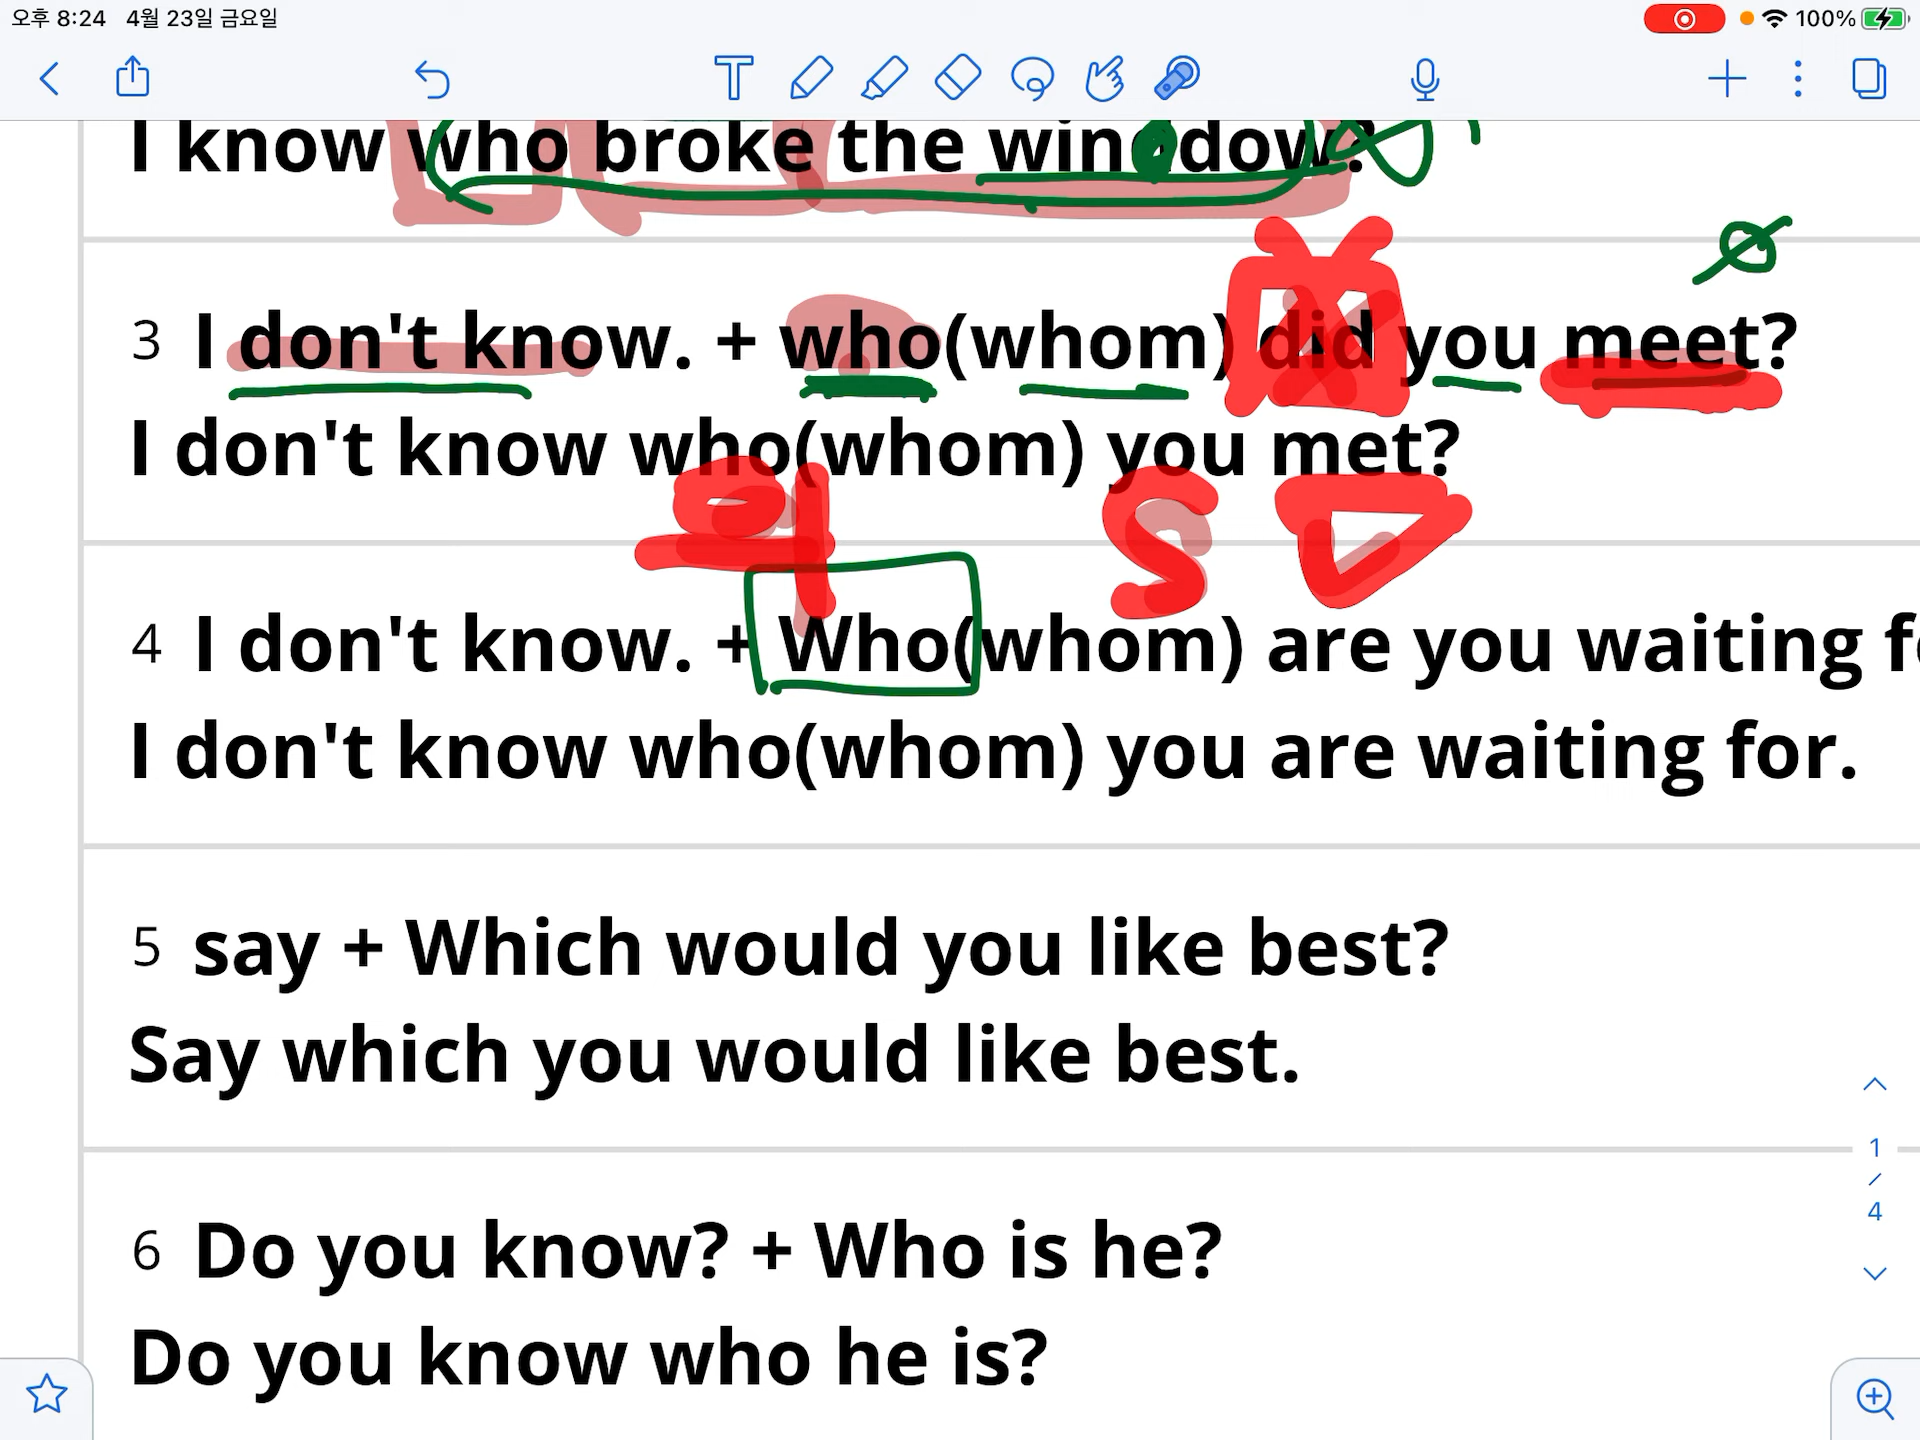 오후 8:24 4월 23일 금요일 100%
I know who broke the window?
3 I don't know. + who(whom) did you meet?
I don't know who(whom) you met?
의 S V
4 I don't know. + Who(whom) are you waiting fo
I don't know who(whom) you are waiting for.
5 say + Which would you like best?
Say which you would like best.
1
/
4
6 Do you know? + Who is he?
Do you know who he is?